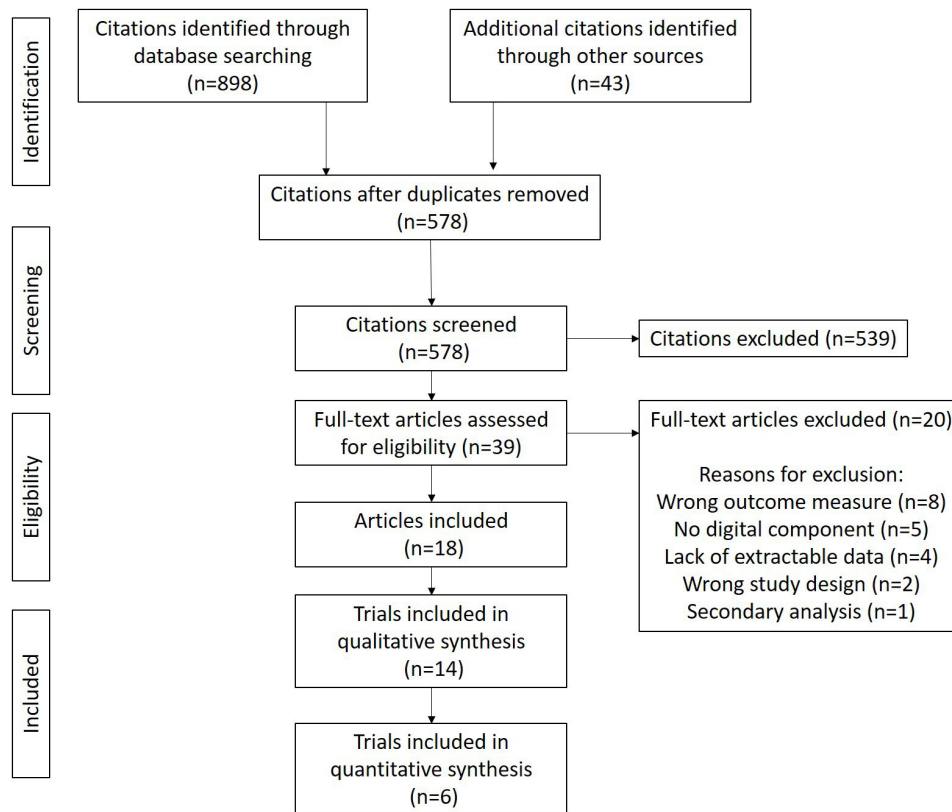 Identification
Citations identified through
database searching
(n=898)
Additional citations identified
through other sources
(n=43)
Citations after duplicates removed
(n=578)
Screening
Citations screened
(n=578)
Citations excluded (n=539)
Eligibility
Full-text articles assessed
for eligibility (n=39)
Full-text articles excluded (n=20)
Reasons for exclusion:
Wrong outcome measure (n=8)
No digital component (n=5)
Lack of extractable data (n=4)
Wrong study design (n=2)
Secondary analysis (n=1)
Articles included
(n=18)
Included
Trials included in
qualitative synthesis
(n=14)
Trials included in
quantitative synthesis
(n=6)